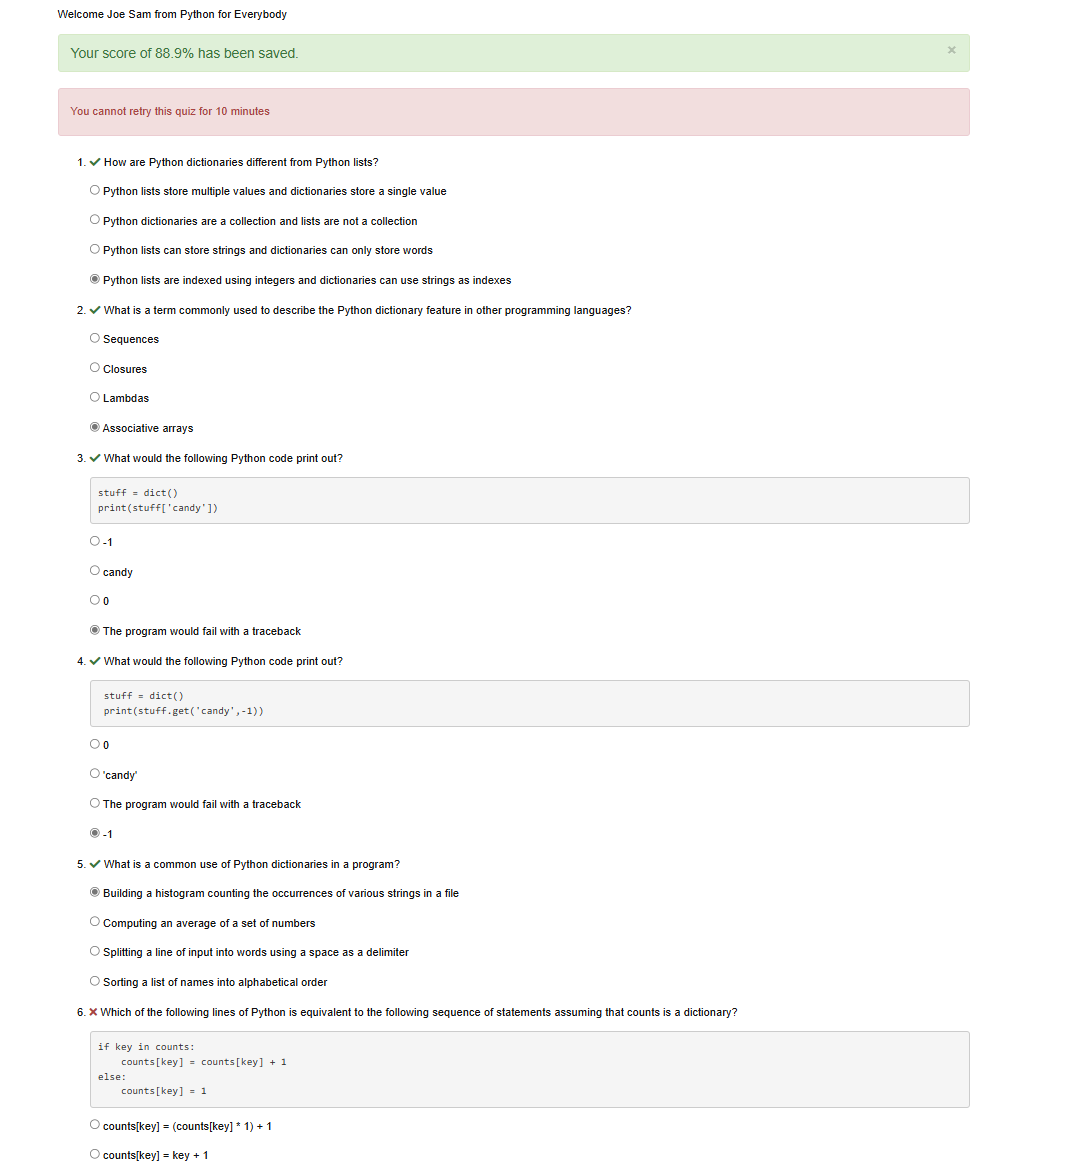 Welcome Joe Sam from Python for Everybody
Your score of 88.9% has been saved.
×
You cannot retry this quiz for 10 minutes
1. ✔ How are Python dictionaries different from Python lists?
Python lists store multiple values and dictionaries store a single value
Python dictionaries are a collection and lists are not a collection
Python lists can store strings and dictionaries can only store words
Python lists are indexed using integers and dictionaries can use strings as indexes
2. ✔ What is a term commonly used to describe the Python dictionary feature in other programming languages?
Sequences
Closures
Lambdas
Associative arrays
3. ✔ What would the following Python code print out?
stuff = dict()
print(stuff['candy'])
-1
candy
0
The program would fail with a traceback
4. ✔ What would the following Python code print out?
stuff = dict()
print(stuff.get('candy',-1))
0
'candy'
The program would fail with a traceback
-1
5. ✔ What is a common use of Python dictionaries in a program?
Building a histogram counting the occurrences of various strings in a file
Computing an average of a set of numbers
Splitting a line of input into words using a space as a delimiter
Sorting a list of names into alphabetical order
6. ✖ Which of the following lines of Python is equivalent to the following sequence of statements assuming that counts is a dictionary?
if key in counts:
    counts[key] = counts[key] + 1
else:
    counts[key] = 1
counts[key] = (counts[key] * 1) + 1
counts[key] = key + 1